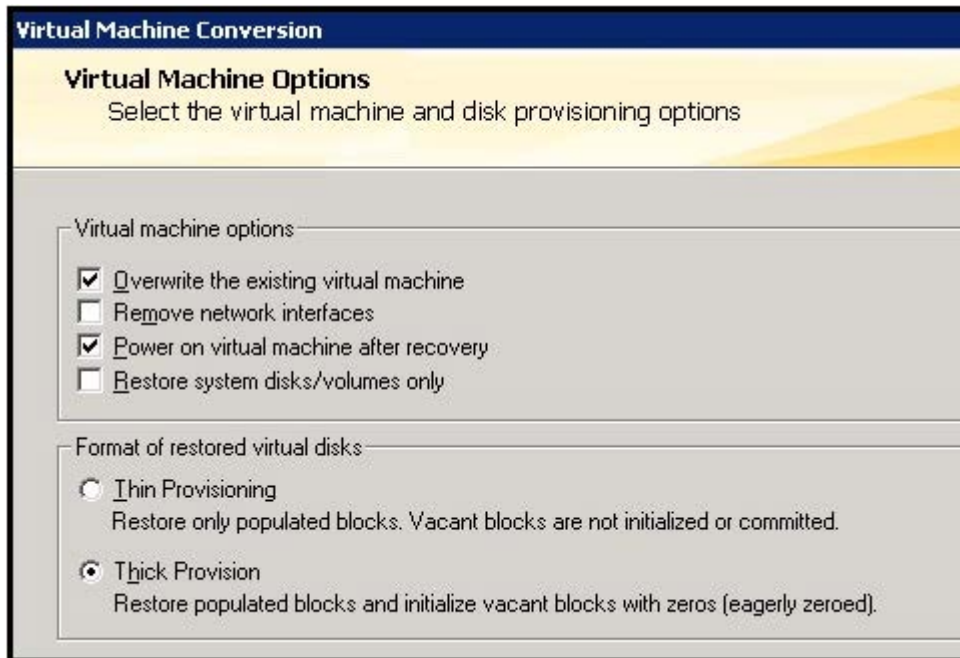 Virtual Machine Conversion
Virtual Machine Options
Select the virtual machine and disk provisioning options
Virtual machine options
Overwrite the existing virtual machine
Remove network interfaces
Power on virtual machine after recovery
Restore system disks/volumes only
Format of restored virtual disks
Thin Provisioning
Restore only populated blocks. Vacant blocks are not initialized or committed.
Thick Provision
Restore populated blocks and initialize vacant blocks with zeros (eagerly zeroed).